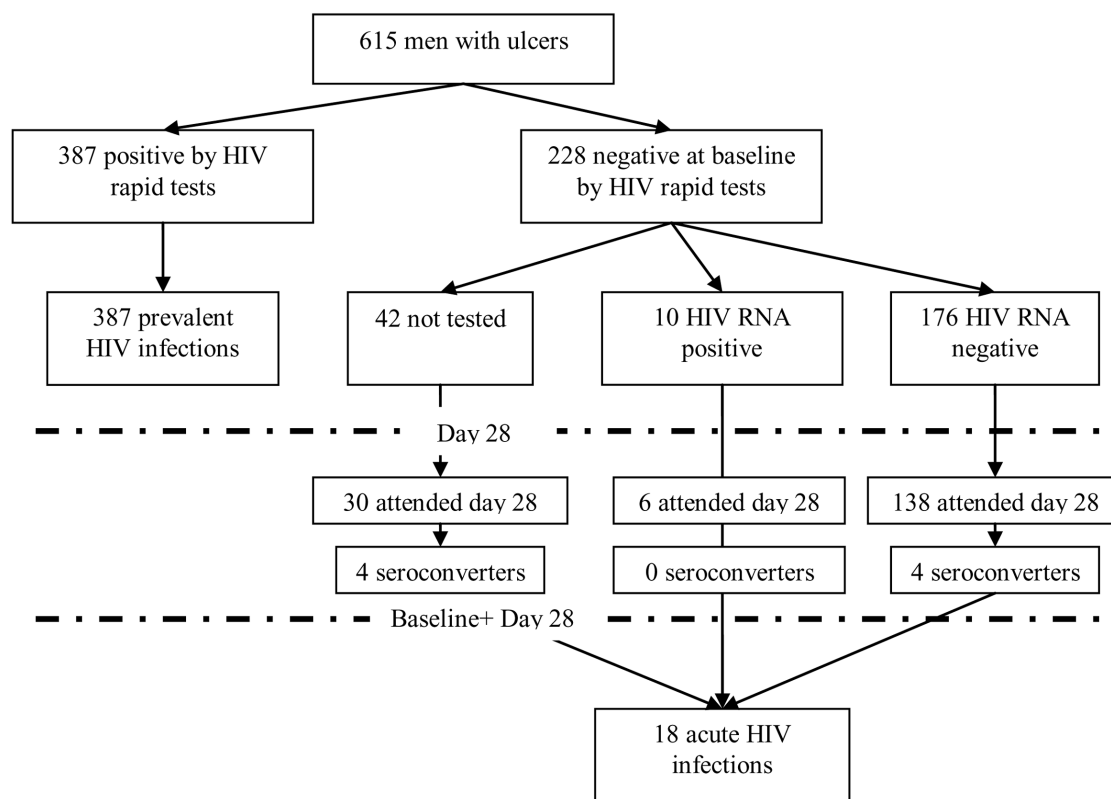 615 men with ulcers
387 positive by HIV
rapid tests
228 negative at baseline
by HIV rapid tests
387 prevalent
HIV infections
42 not tested
10 HIV RNA
positive
176 HIV RNA
negative
Day 28
30 attended day 28
6 attended day 28
138 attended day 28
4 seroconverters
0 seroconverters
4 seroconverters
Baseline+ Day 28
18 acute HIV
infections